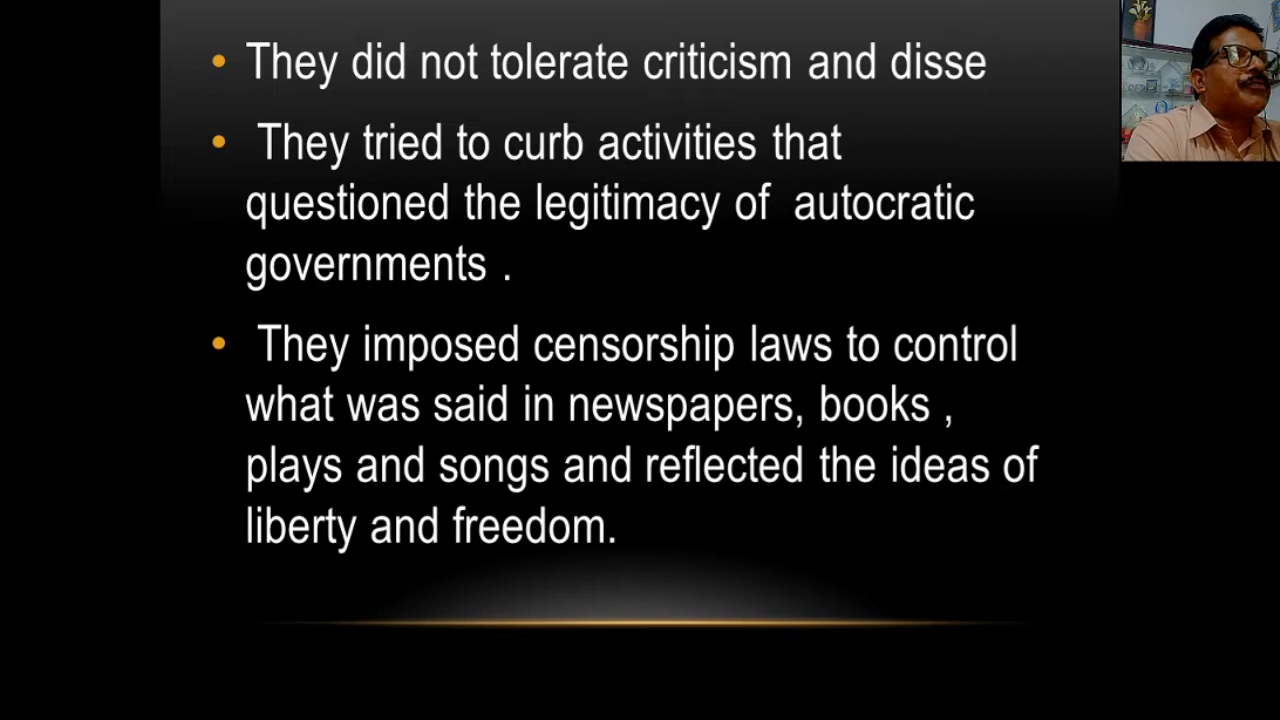 • They did not tolerate criticism and disse
• They tried to curb activities that
questioned the legitimacy of autocratic
governments .
• They imposed censorship laws to control
what was said in newspapers, books ,
plays and songs and reflected the ideas of
liberty and freedom.